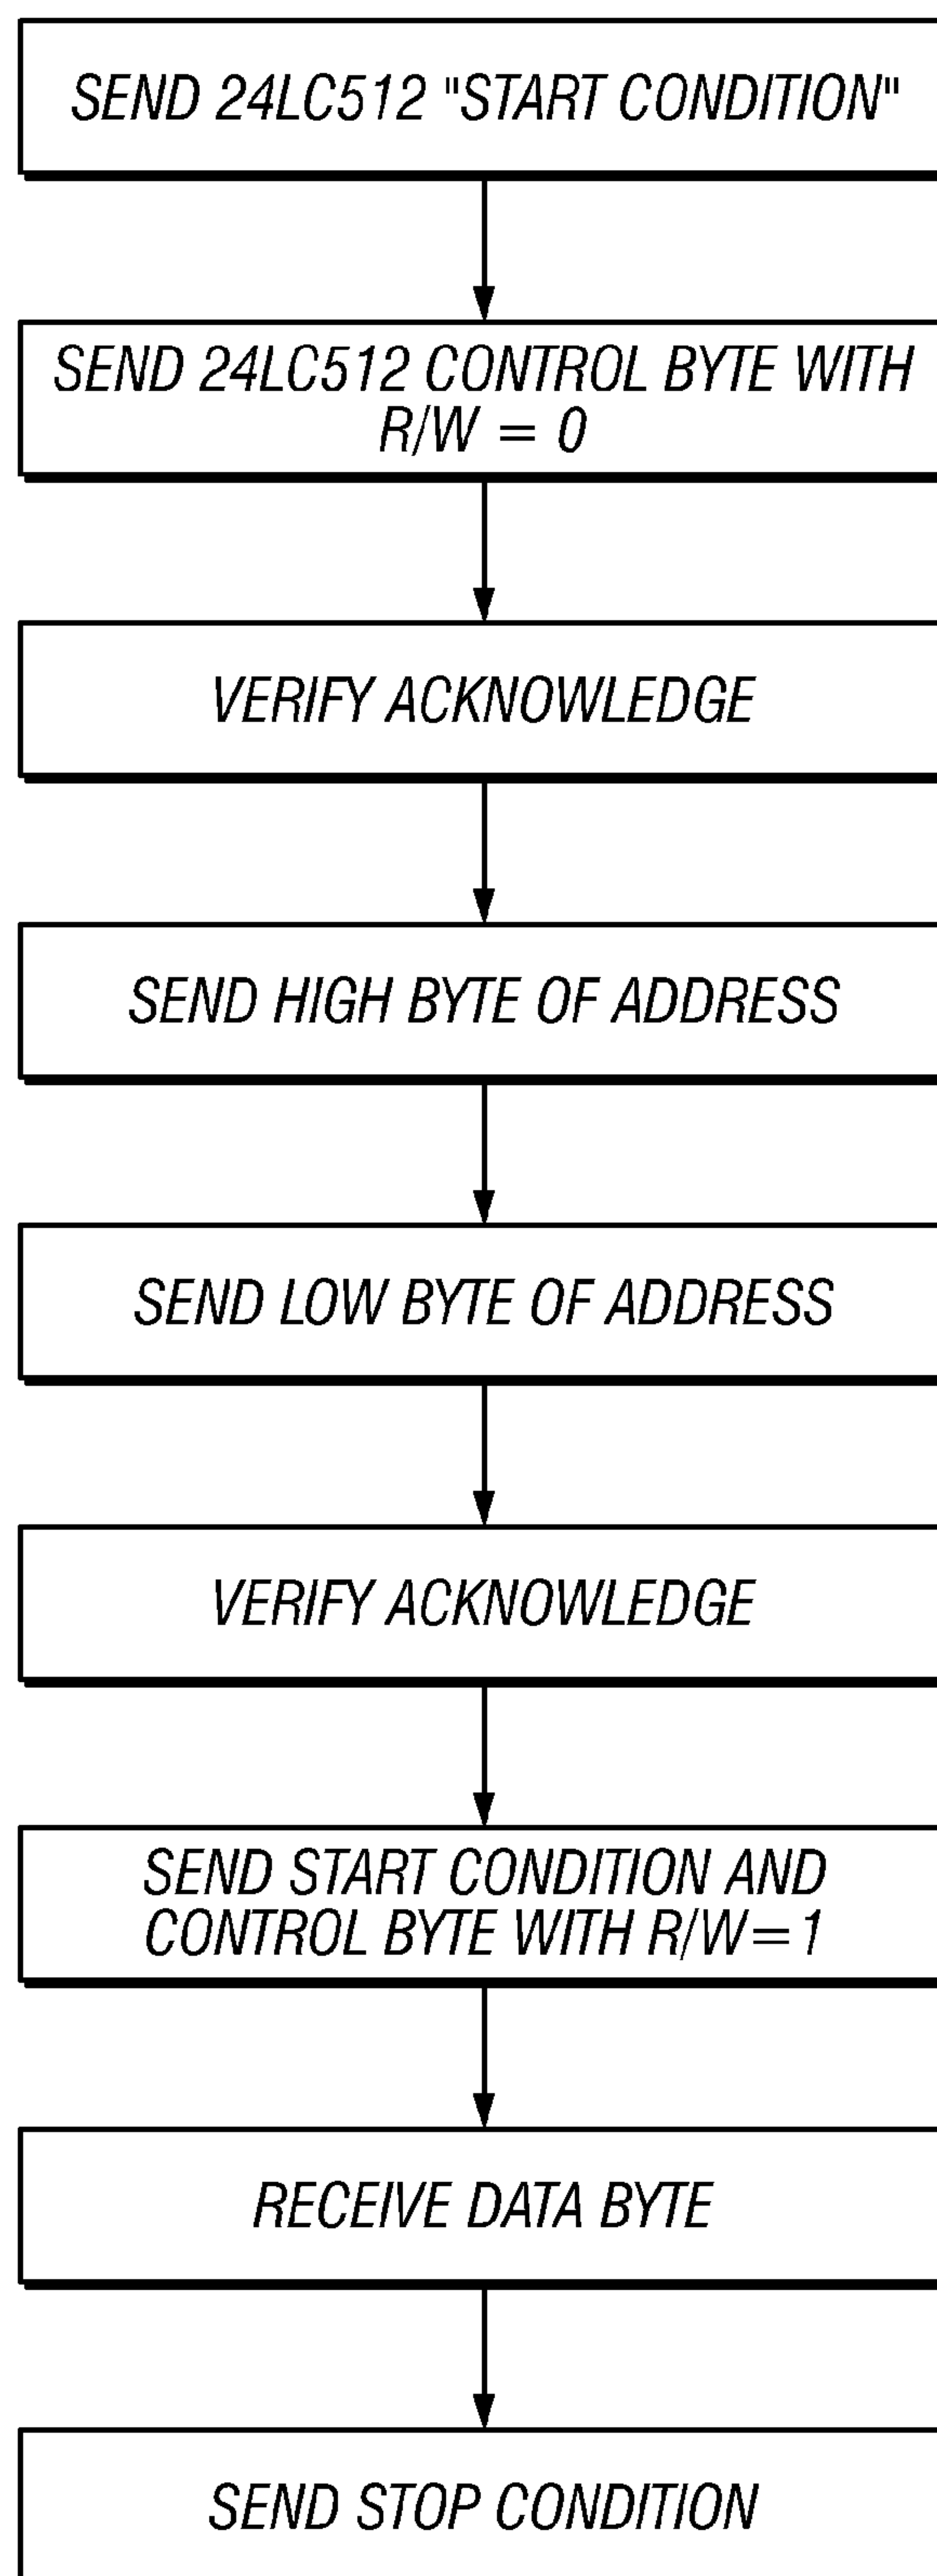 SEND 24LC512 "START CONDITION"
SEND 24LC512 CONTROL BYTE WITH
R/W = 0
VERIFY ACKNOWLEDGE
SEND HIGH BYTE OF ADDRESS
SEND LOW BYTE OF ADDRESS
VERIFY ACKNOWLEDGE
SEND START CONDITION AND
CONTROL BYTE WITH R/W=1
RECEIVE DATA BYTE
SEND STOP CONDITION